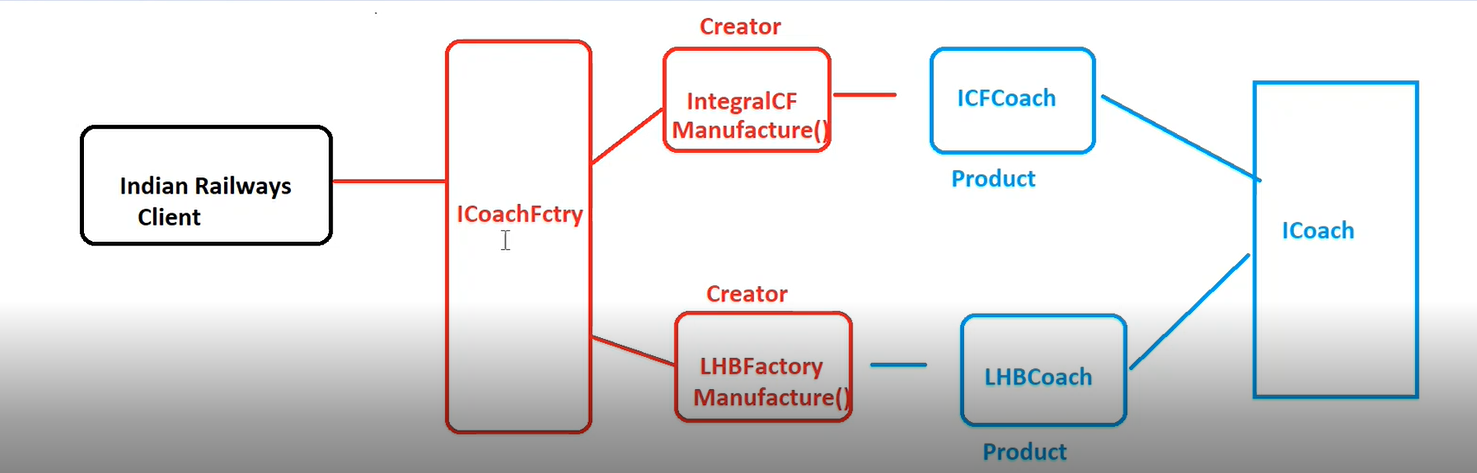 Indian Railways
Client
ICoachFctry
Creator
IntegralCF
Manufacture()
ICFCoach
Product
Creator
LHBFactory
Manufacture()
LHBCoach
Product
ICoach